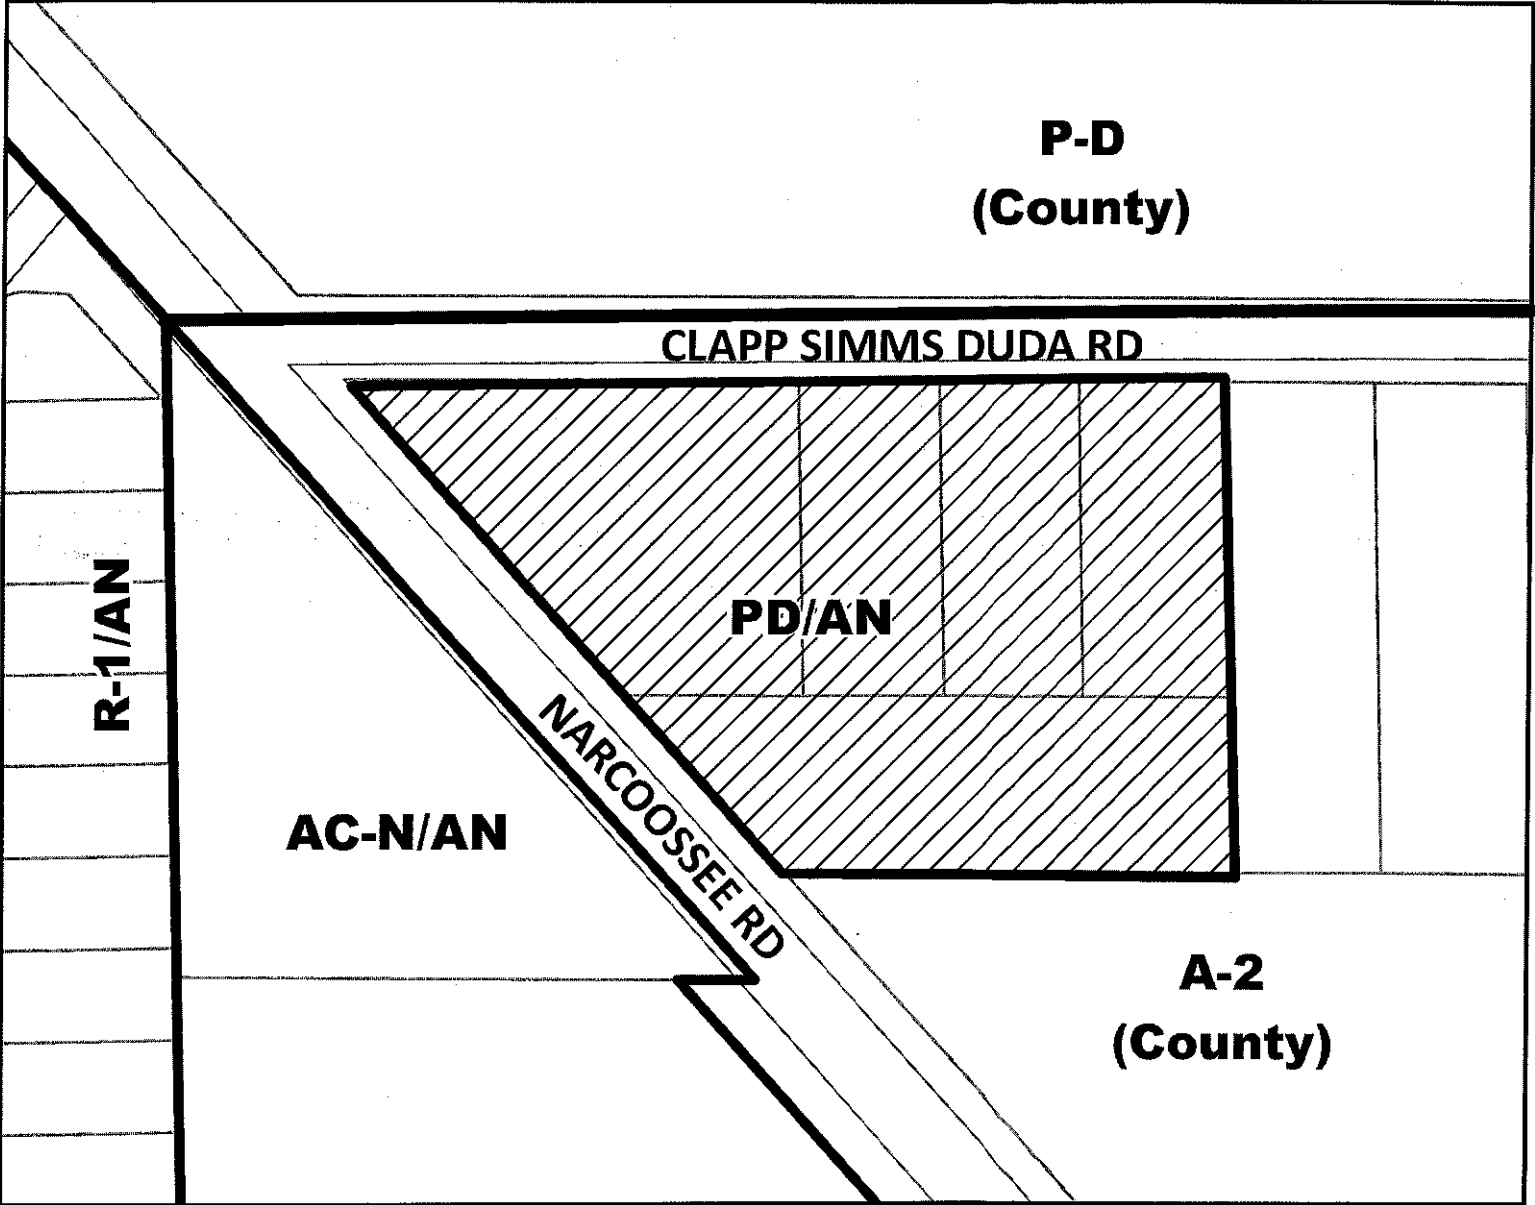 P-D
(County)
CLAPP SIMMS DUDA RD
PD/AN
R-1/AN
NARCOOSSEE RD
AC-N/AN
A-2
(County)